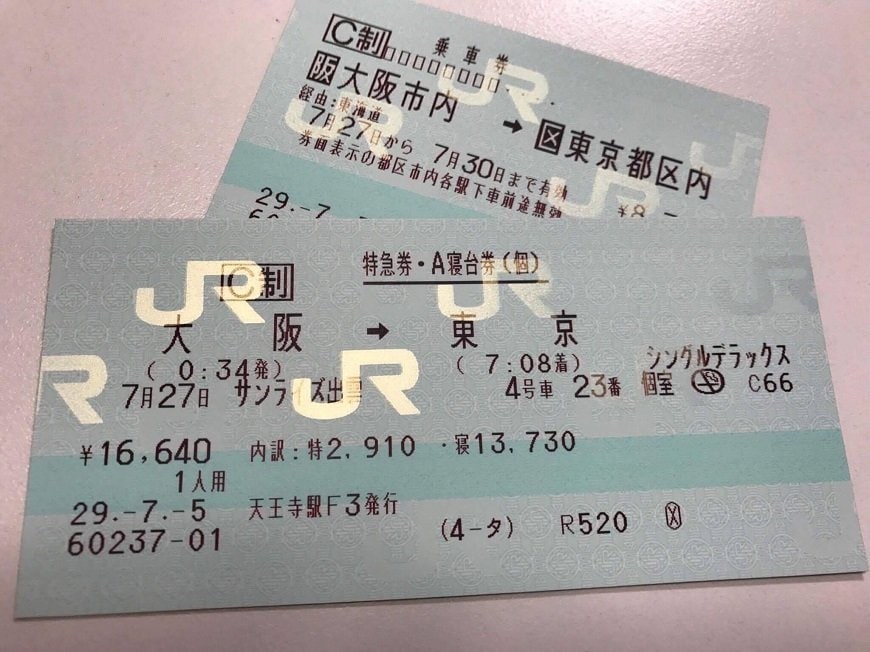 C制 乗車券
阪大阪市内 → 区東京都区内
経由:東海道
7月27日から 7月30日まで有効
券面表示の都区市内各駅下車前途無効
¥8
29.-7.-5
C制 特急券・A寝台券(個)
大阪 → 東京
(0:34発) (7:08着) シングルデラックス
7月27日 サンライズ出雲 4号車 23番 個室 C66
¥16,640 内訳:特2,910・寝13,730
1人用
29.-7.-5 天王寺駅F3発行
60237-01 (4-タ) R520
JR
JR
JR
JR
JR